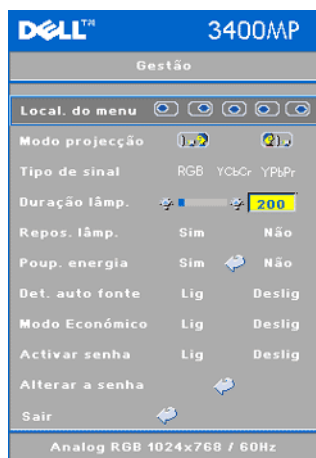 DELL™ 3400MP
Gestão
Local. do menu
Modo projecção
Tipo de sinal RGB YCbCr YPbPr
Duração lâmp. 200
Repos. lâmp. Sim Não
Poup. energia Sim Não
Det. auto fonte Lig Deslig
Modo Económico Lig Deslig
Activar senha Lig Deslig
Alterar a senha
Sair
Analog RGB 1024x768 / 60Hz